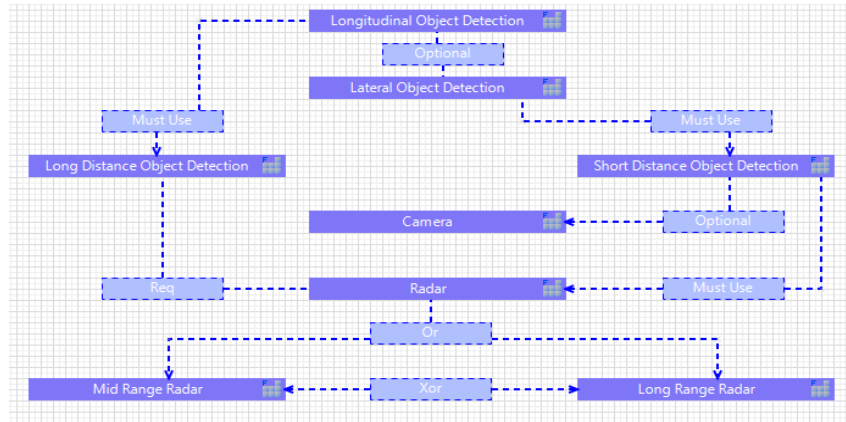 Longitudinal Object Detection
Optional
Lateral Object Detection
Must Use
Must Use
Long Distance Object Detection
Short Distance Object Detection
Camera
Optional
Req
Radar
Must Use
Or
Mid Range Radar
Xor
Long Range Radar